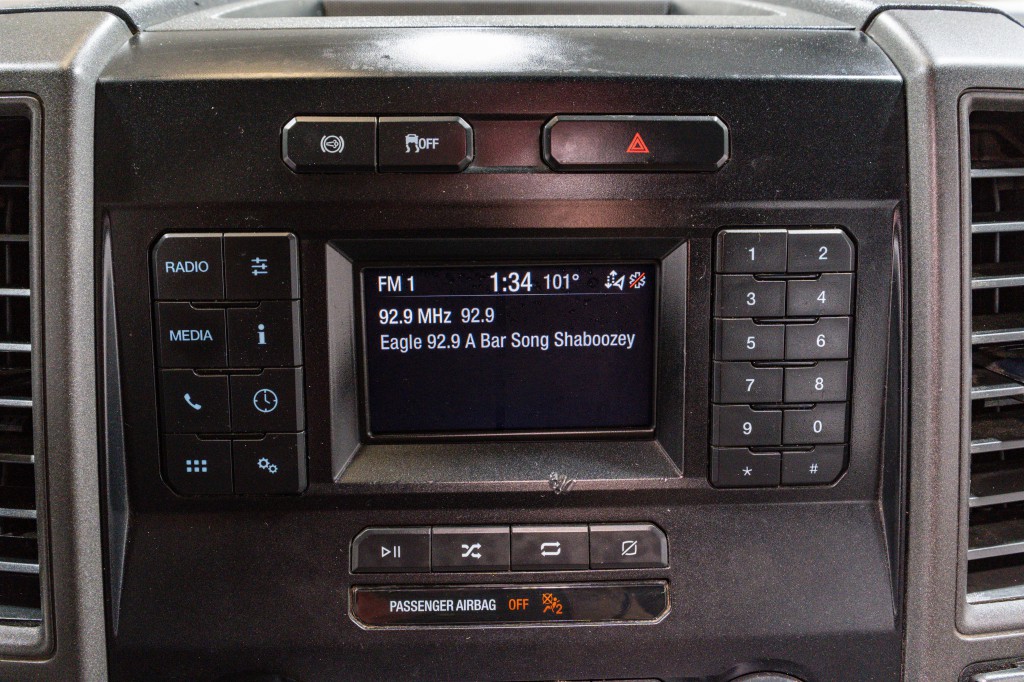 OFF
RADIO
MEDIA
FM 1 1:34 101°
92.9 MHz 92.9
Eagle 92.9 A Bar Song Shaboozey
1 2
3 4
5 6
7 8
9 0
* #
PASSENGER AIRBAG OFF 2